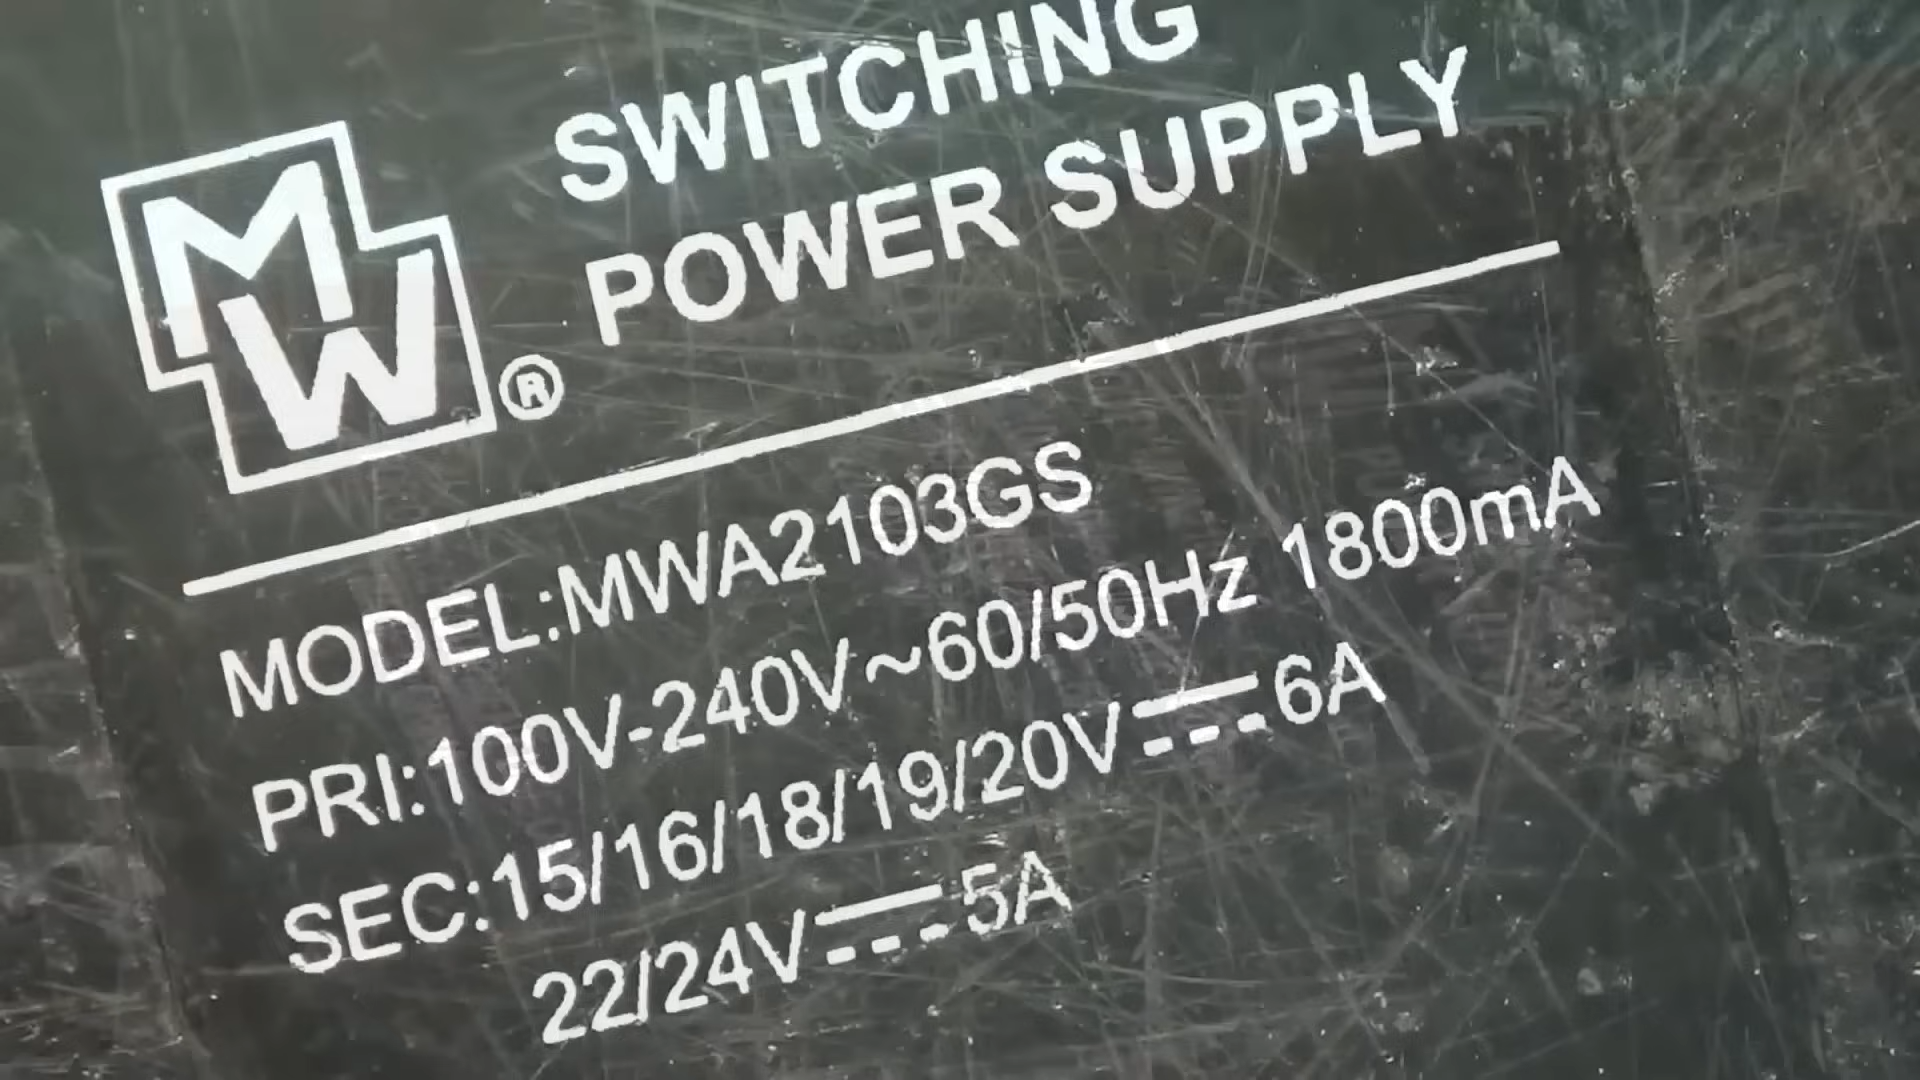 SWITCHING
POWER SUPPLY
MW®
MODEL:MWA2103GS
PRI:100V-240V~60/50Hz 1800mA
SEC:15/16/18/19/20V⎓6A
22/24V⎓5A